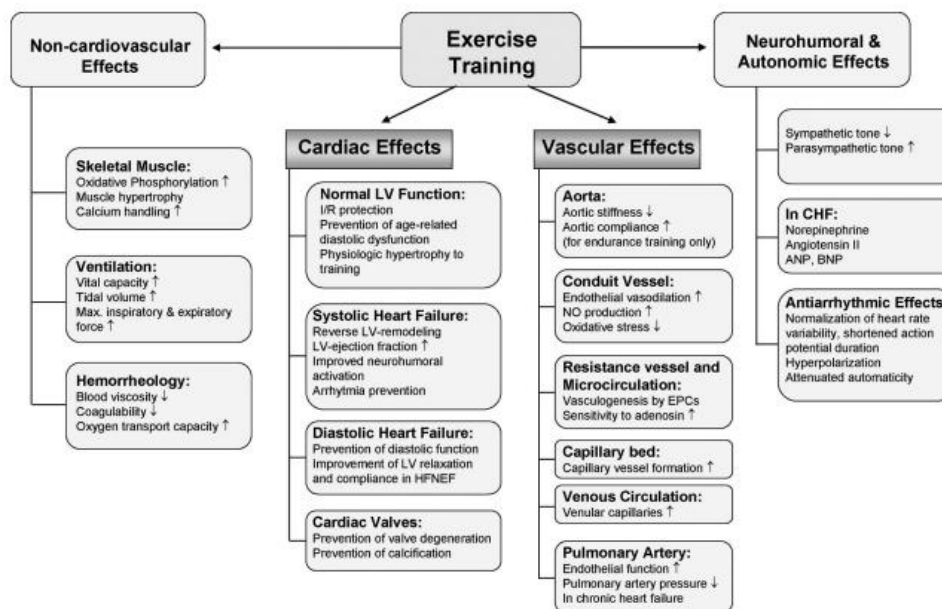 Exercise
Training
Non-cardiovascular
Effects
Skeletal Muscle:
Oxidative Phosphorylation ↑
Muscle hypertrophy
Calcium handling ↑
Ventilation:
Vital capacity ↑
Tidal volume ↑
Max. inspiratory & expiratory
force ↑
Hemorrheology:
Blood viscosity ↓
Coagulability ↓
Oxygen transport capacity ↑
Cardiac Effects
Normal LV Function:
I/R protection
Prevention of age-related
diastolic dysfunction
Physiologic hypertrophy to
training
Systolic Heart Failure:
Reverse LV-remodeling
LV-ejection fraction ↑
Improved neurohumoral
activation
Arrhytmia prevention
Diastolic Heart Failure:
Prevention of diastolic function
Improvement of LV relaxation
and compliance in HFNEF
Cardiac Valves:
Prevention of valve degeneration
Prevention of calcification
Vascular Effects
Aorta:
Aortic stiffness ↓
Aortic compliance ↑
(for endurance training only)
Conduit Vessel:
Endothelial vasodilation ↑
NO production ↑
Oxidative stress ↓
Resistance vessel and
Microcirculation:
Vasculogenesis by EPCs
Sensitivity to adenosin ↑
Capillary bed:
Capillary vessel formation ↑
Venous Circulation:
Venular capillaries ↑
Pulmonary Artery:
Endothelial function ↑
Pulmonary artery pressure ↓
In chronic heart failure
Neurohumoral &
Autonomic Effects
Sympathetic tone ↓
Parasympathetic tone ↑
In CHF:
Norepinephrine
Angiotensin II
ANP, BNP
Antiarrhythmic Effects:
Normalization of heart rate
variability, shortened action
potential duration
Hyperpolarization
Attenuated automaticity